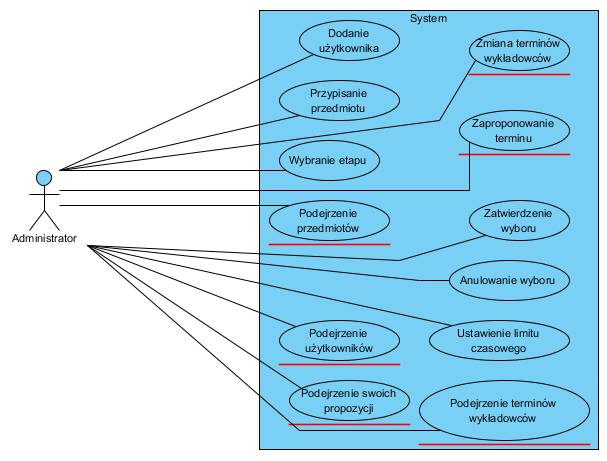 System
Dodanie
użytkownika
Zmiana terminów
wykładowców
Przypisanie
przedmiotu
Zaproponowanie
terminu
Wybranie etapu
Administrator
Podejrzenie
przedmiotów
Zatwierdzenie
wyboru
Anulowanie wyboru
Podejrzenie
użytkowników
Ustawienie limitu
czasowego
Podejrzenie swoich
propozycji
Podejrzenie terminów
wykładowców